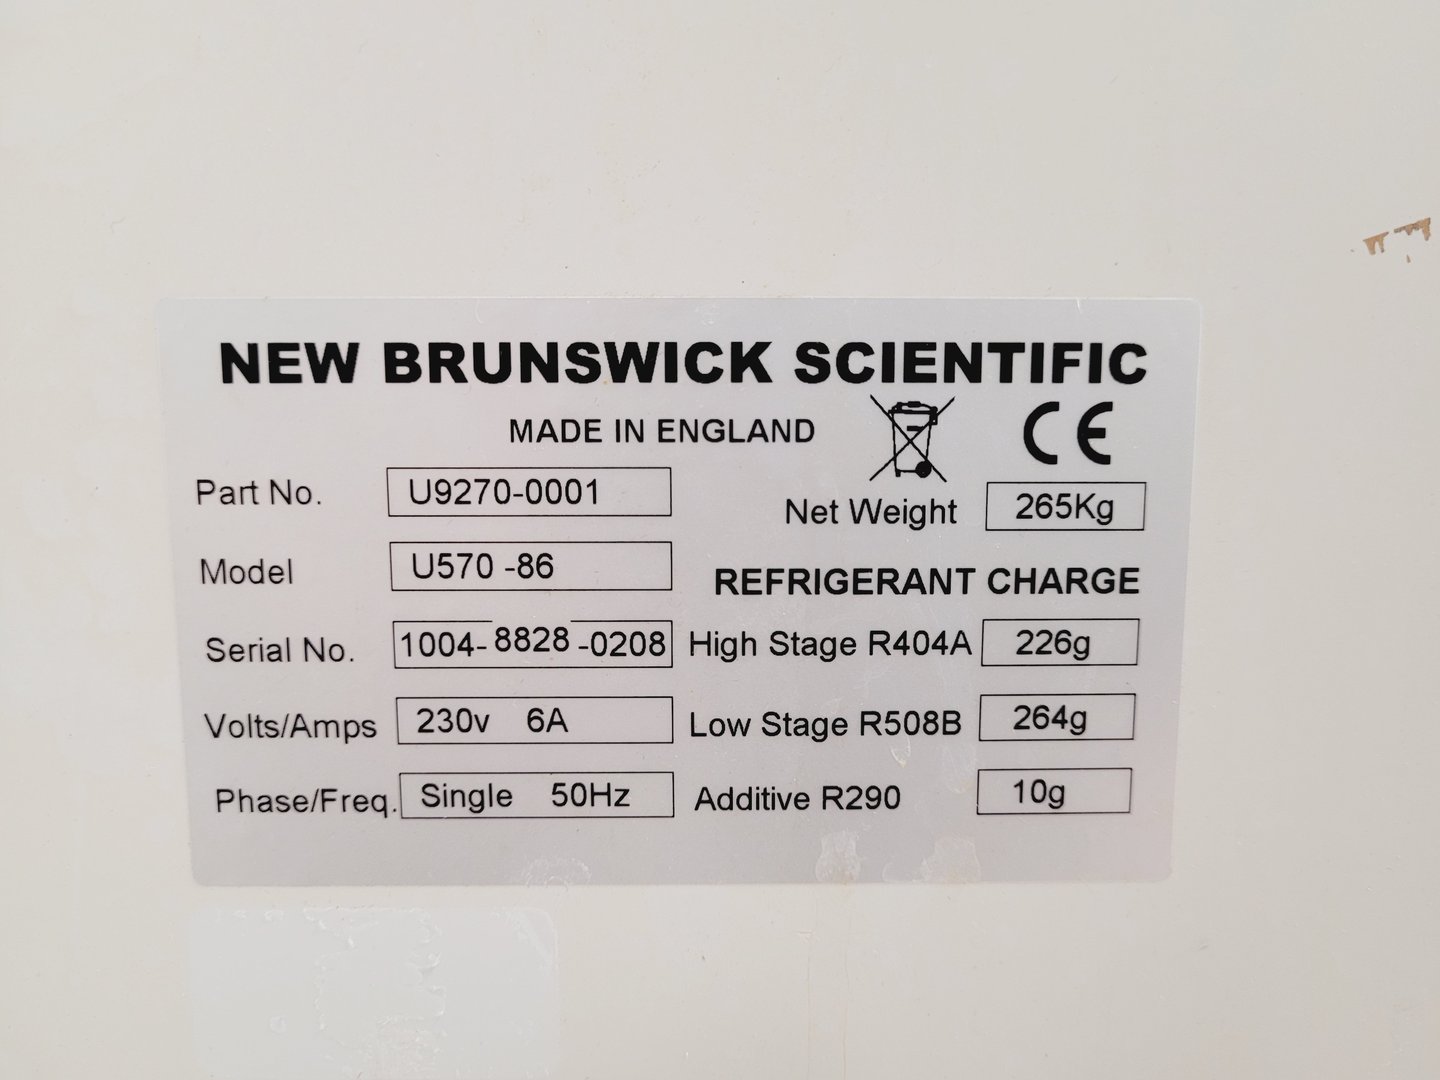 NEW BRUNSWICK SCIENTIFIC
MADE IN ENGLAND
CE
Part No. U9270-0001
Net Weight 265Kg
Model U570 -86
REFRIGERANT CHARGE
Serial No. 1004-8828-0208
High Stage R404A 226g
Volts/Amps 230v 6A
Low Stage R508B 264g
Phase/Freq. Single 50Hz
Additive R290 10g